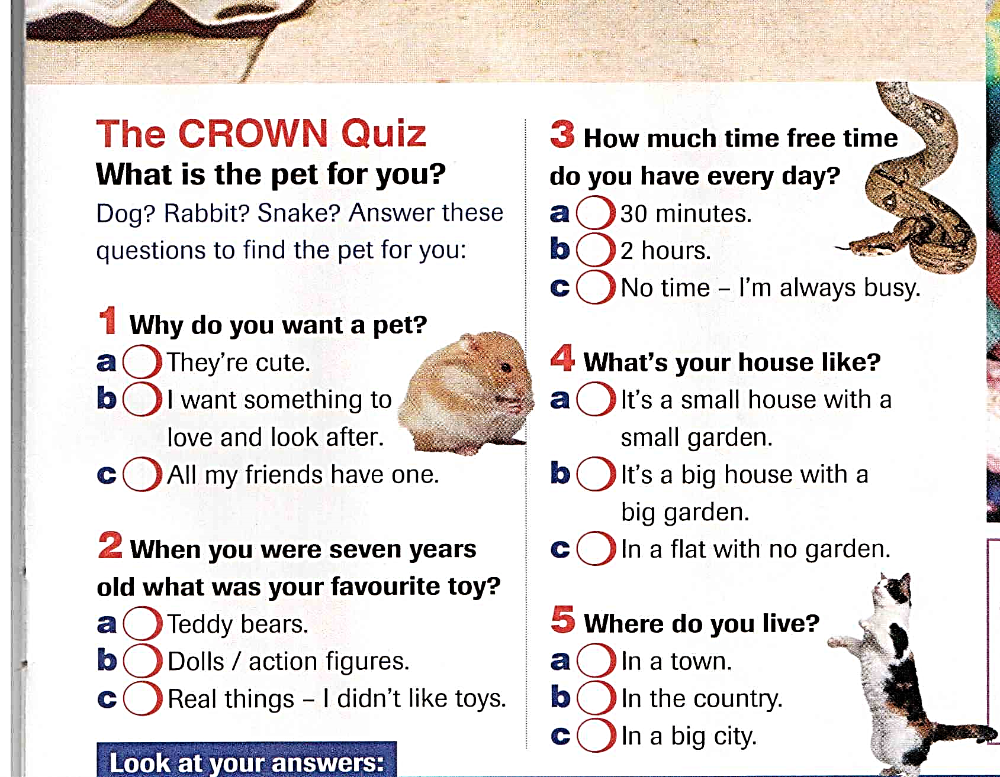 The CROWN Quiz
What is the pet for you?
Dog? Rabbit? Snake? Answer these
questions to find the pet for you:
1 Why do you want a pet?
a They're cute.
b I want something to
love and look after.
c All my friends have one.
2 When you were seven years
old what was your favourite toy?
a Teddy bears.
b Dolls / action figures.
c Real things – I didn't like toys.
Look at your answers:
3 How much time free time
do you have every day?
a 30 minutes.
b 2 hours.
c No time – I'm always busy.
4 What's your house like?
a It's a small house with a
small garden.
b It's a big house with a
big garden.
c In a flat with no garden.
5 Where do you live?
a In a town.
b In the country.
c In a big city.